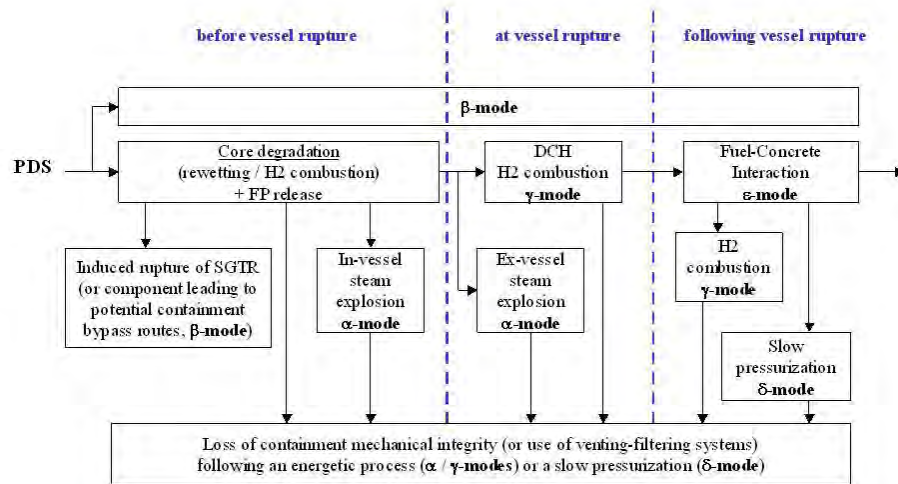 before vessel rupture
at vessel rupture
following vessel rupture
β-mode
PDS
Core degradation
(rewetting / H2 combustion)
+ FP release
DCH
H2 combustion
γ-mode
Fuel-Concrete
Interaction
ε-mode
Induced rupture of SGTR
(or component leading to
potential containment
bypass routes, β-mode)
In-vessel
steam
explosion
α-mode
Ex-vessel
steam
explosion
α-mode
H2
combustion
γ-mode
Slow
pressurization
δ-mode
Loss of containment mechanical integrity (or use of venting-filtering systems)
following an energetic process (α / γ-modes) or a slow pressurization (δ-mode)